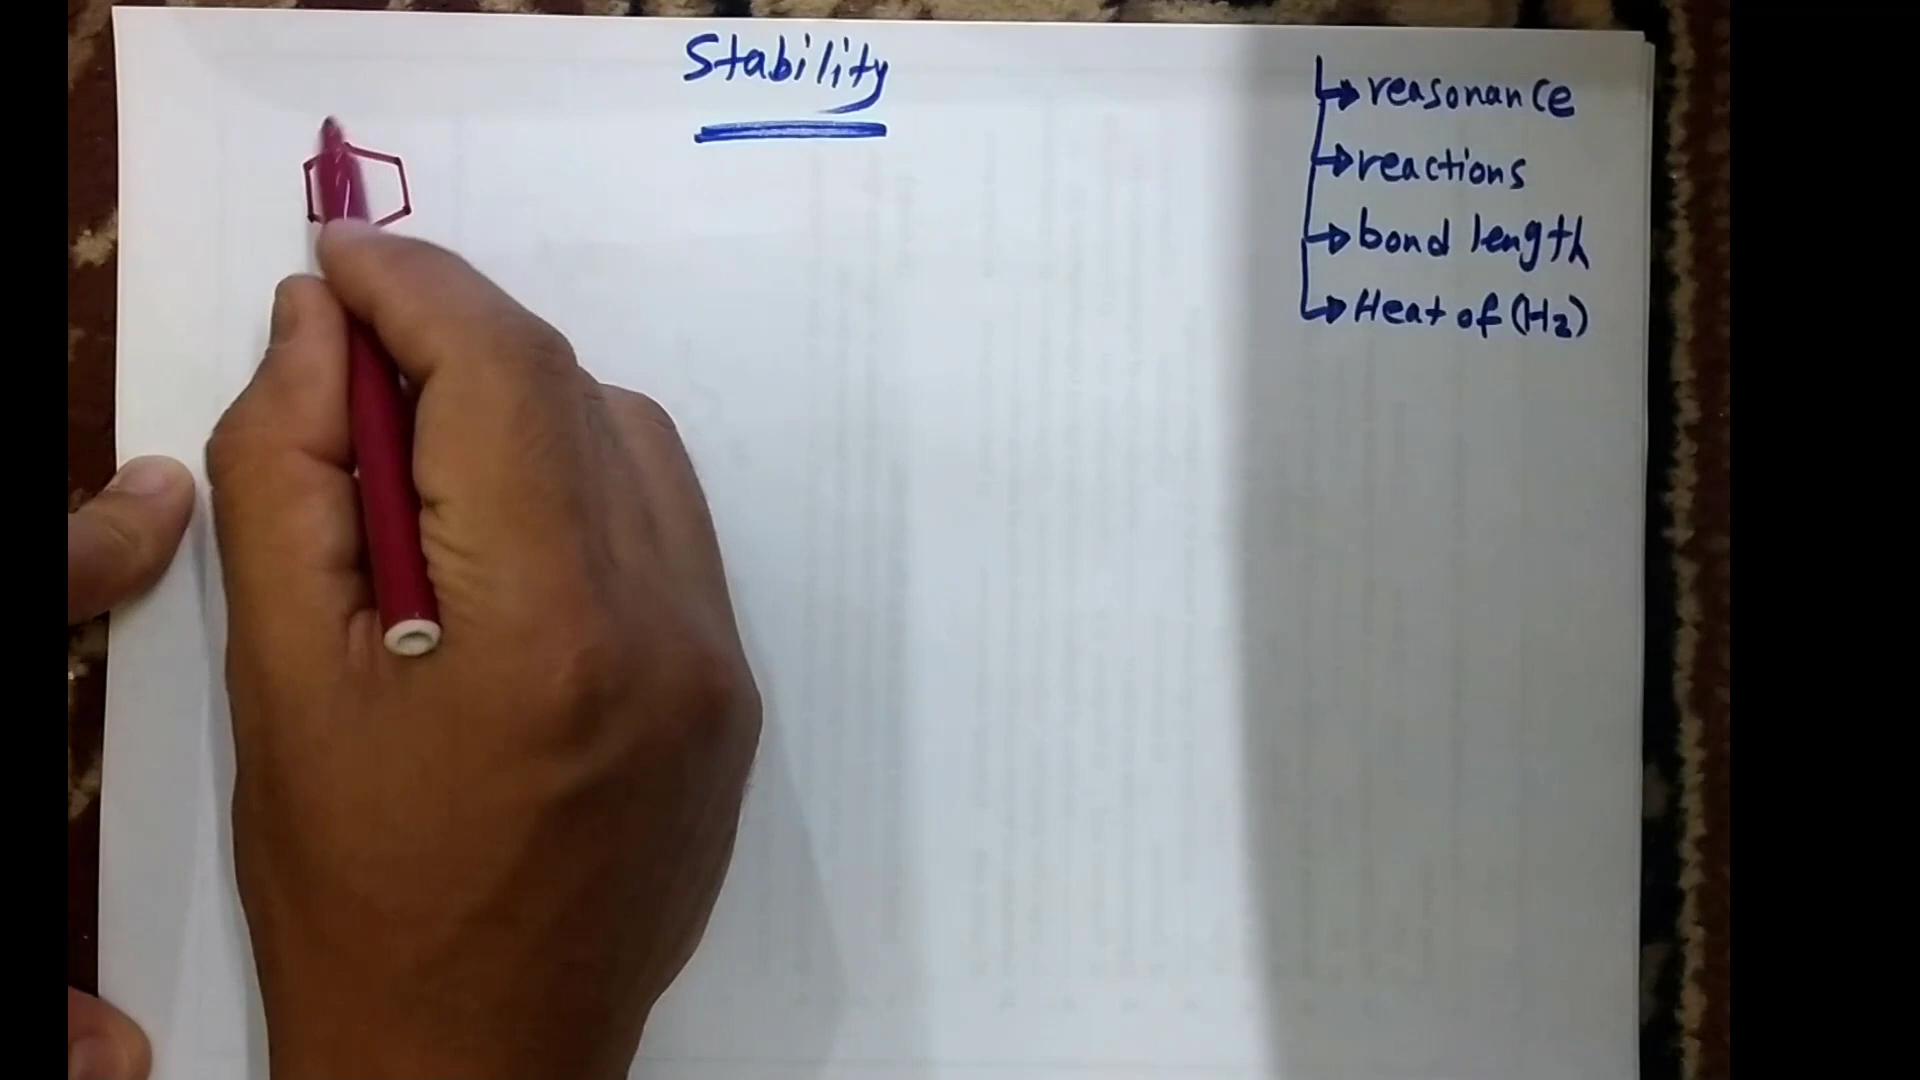 Stability
reasonance
reactions
bond length
Heat of (H2)